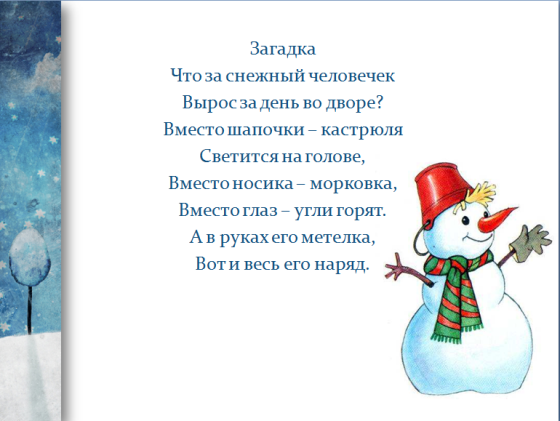 Загадка
Что за снежный человечек
Вырос за день во дворе?
Вместо шапочки – кастрюля
Светится на голове,
Вместо носика – морковка,
Вместо глаз – угли горят.
А в руках его метелка,
Вот и весь его наряд.